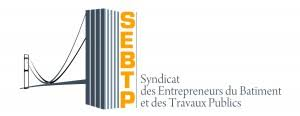 SEBTP
Syndicat
des Entrepreneurs du Batiment
et des Travaux Publics